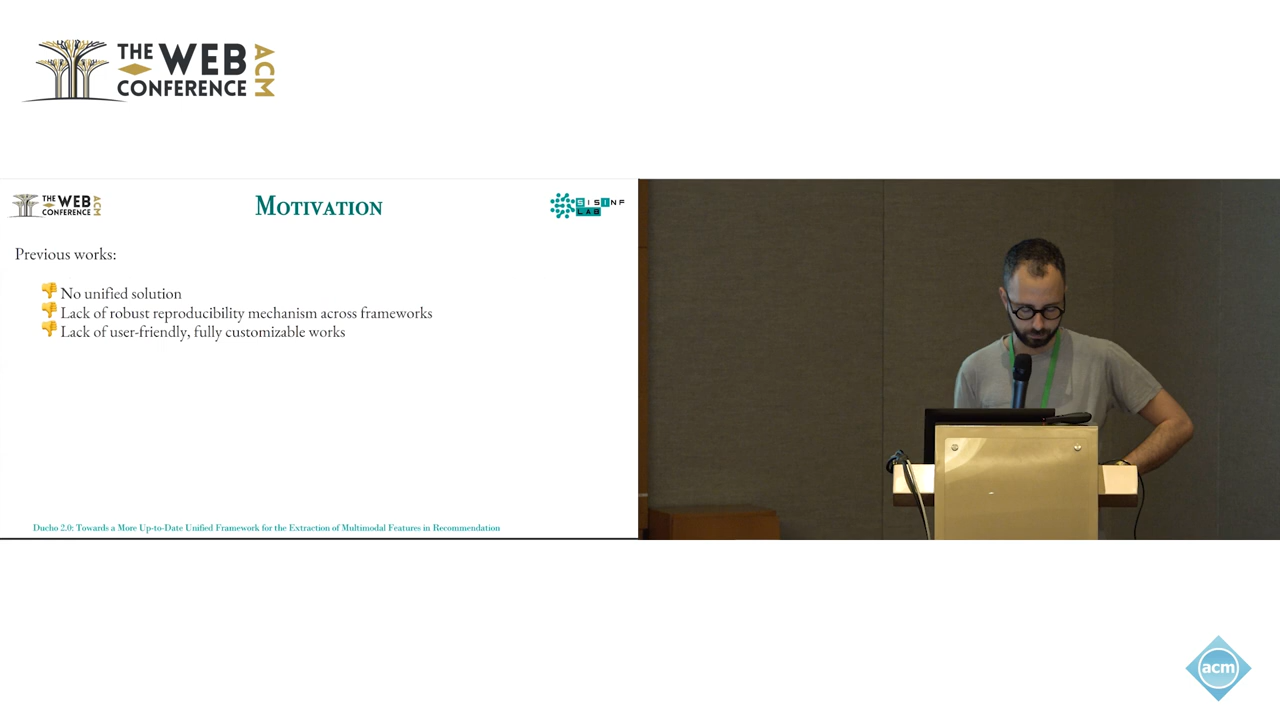 THE WEB
CONFERENCE
ACM
THE WEB
CONFERENCE
ACM
MOTIVATION
SISINF
LAB
Previous works:
No unified solution
Lack of robust reproducibility mechanism across frameworks
Lack of user-friendly, fully customizable works
Ducho 2.0: Towards a More Up-to-Date Unified Framework for the Extraction of Multimodal Features in Recommendation
acm